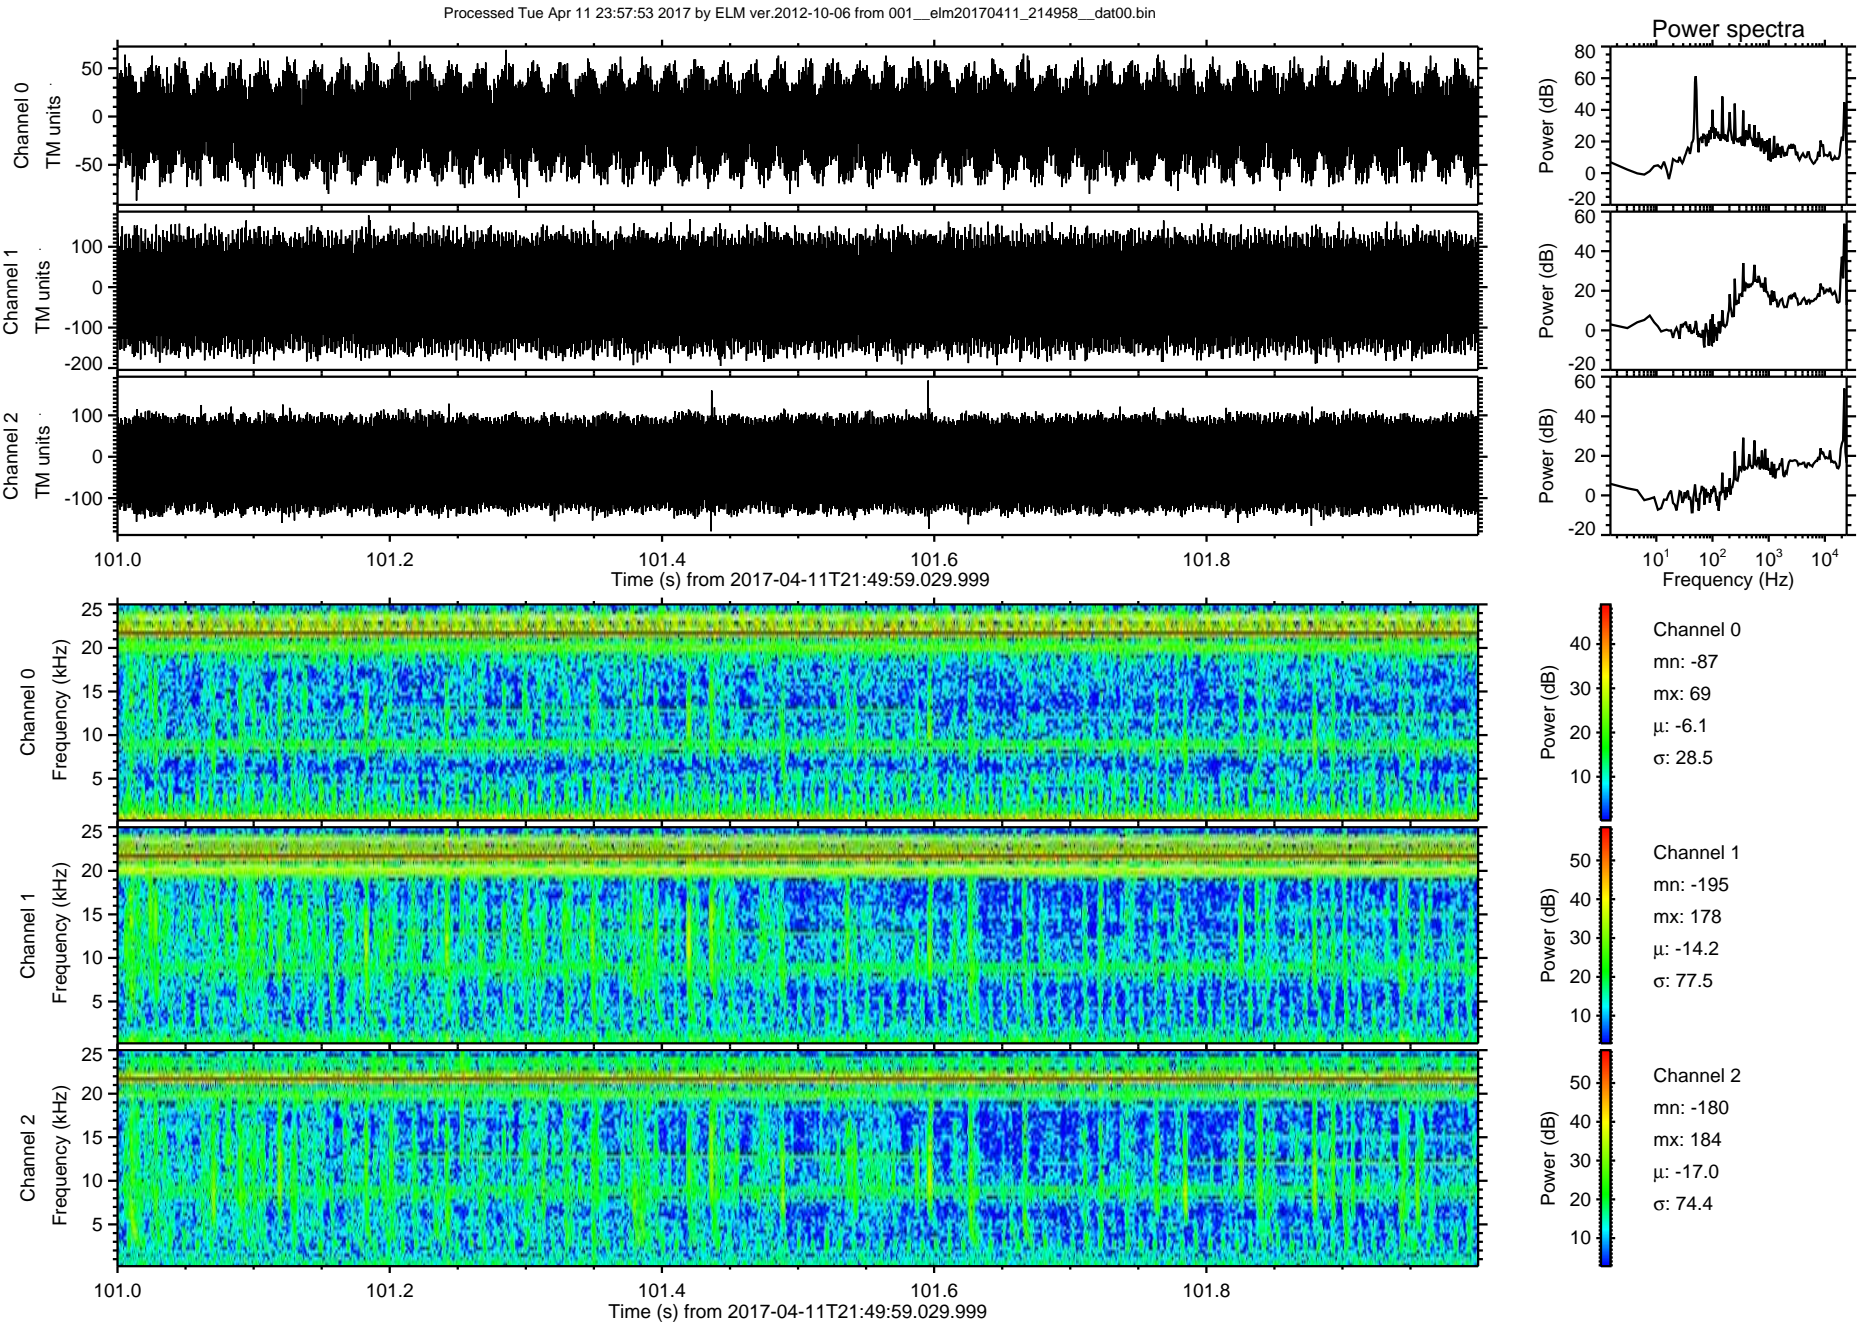 Processed Tue Apr 11 23:57:53 2017 by ELM ver.2012-10-06 from 001__elm20170411_214958__dat00.bin
Power spectra
Channel 0
TM units
50
0
-50
Power (dB)
80
60
40
20
0
-20
Channel 1
TM units
100
0
-100
-200
Power (dB)
60
40
20
0
-20
Channel 2
TM units
100
0
-100
Power (dB)
60
40
20
0
-20
101.0 101.2 101.4 101.6 101.8
Time (s) from 2017-04-11T21:49:59.029.999
10^1 10^2 10^3 10^4
Frequency (Hz)
Channel 0
Frequency (kHz)
25
20
15
10
5
Power (dB)
40
30
20
10
Channel 0
mn: -87
mx: 69
μ: -6.1
σ: 28.5
Channel 1
Frequency (kHz)
25
20
15
10
5
Power (dB)
50
40
30
20
10
Channel 1
mn: -195
mx: 178
μ: -14.2
σ: 77.5
Channel 2
Frequency (kHz)
25
20
15
10
5
Power (dB)
50
40
30
20
10
Channel 2
mn: -180
mx: 184
μ: -17.0
σ: 74.4
101.0 101.2 101.4 101.6 101.8
Time (s) from 2017-04-11T21:49:59.029.999